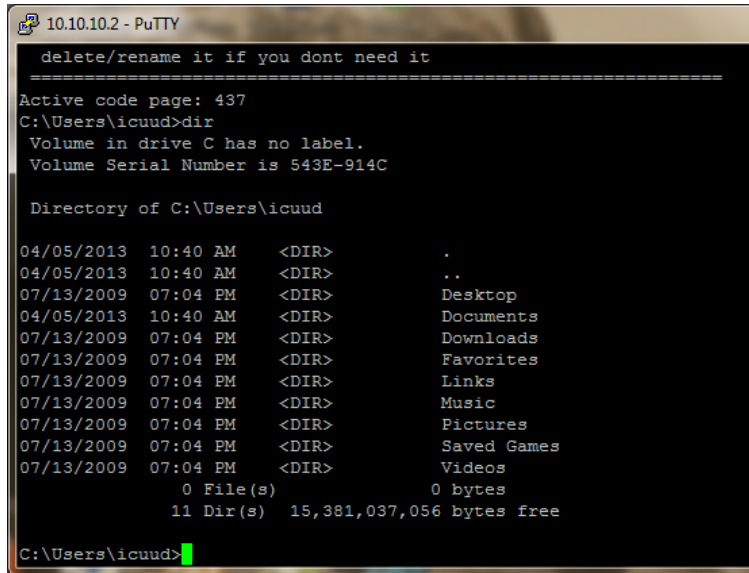 10.10.10.2 - PuTTY
delete/rename it if you dont need it
================================================================
Active code page: 437
C:\Users\icuud>dir
Volume in drive C has no label.
Volume Serial Number is 543E-914C
Directory of C:\Users\icuud
04/05/2013 10:40 AM <DIR> .
04/05/2013 10:40 AM <DIR> ..
07/13/2009 07:04 PM <DIR> Desktop
04/05/2013 10:40 AM <DIR> Documents
07/13/2009 07:04 PM <DIR> Downloads
07/13/2009 07:04 PM <DIR> Favorites
07/13/2009 07:04 PM <DIR> Links
07/13/2009 07:04 PM <DIR> Music
07/13/2009 07:04 PM <DIR> Pictures
07/13/2009 07:04 PM <DIR> Saved Games
07/13/2009 07:04 PM <DIR> Videos
0 File(s) 0 bytes
11 Dir(s) 15,381,037,056 bytes free
C:\Users\icuud>